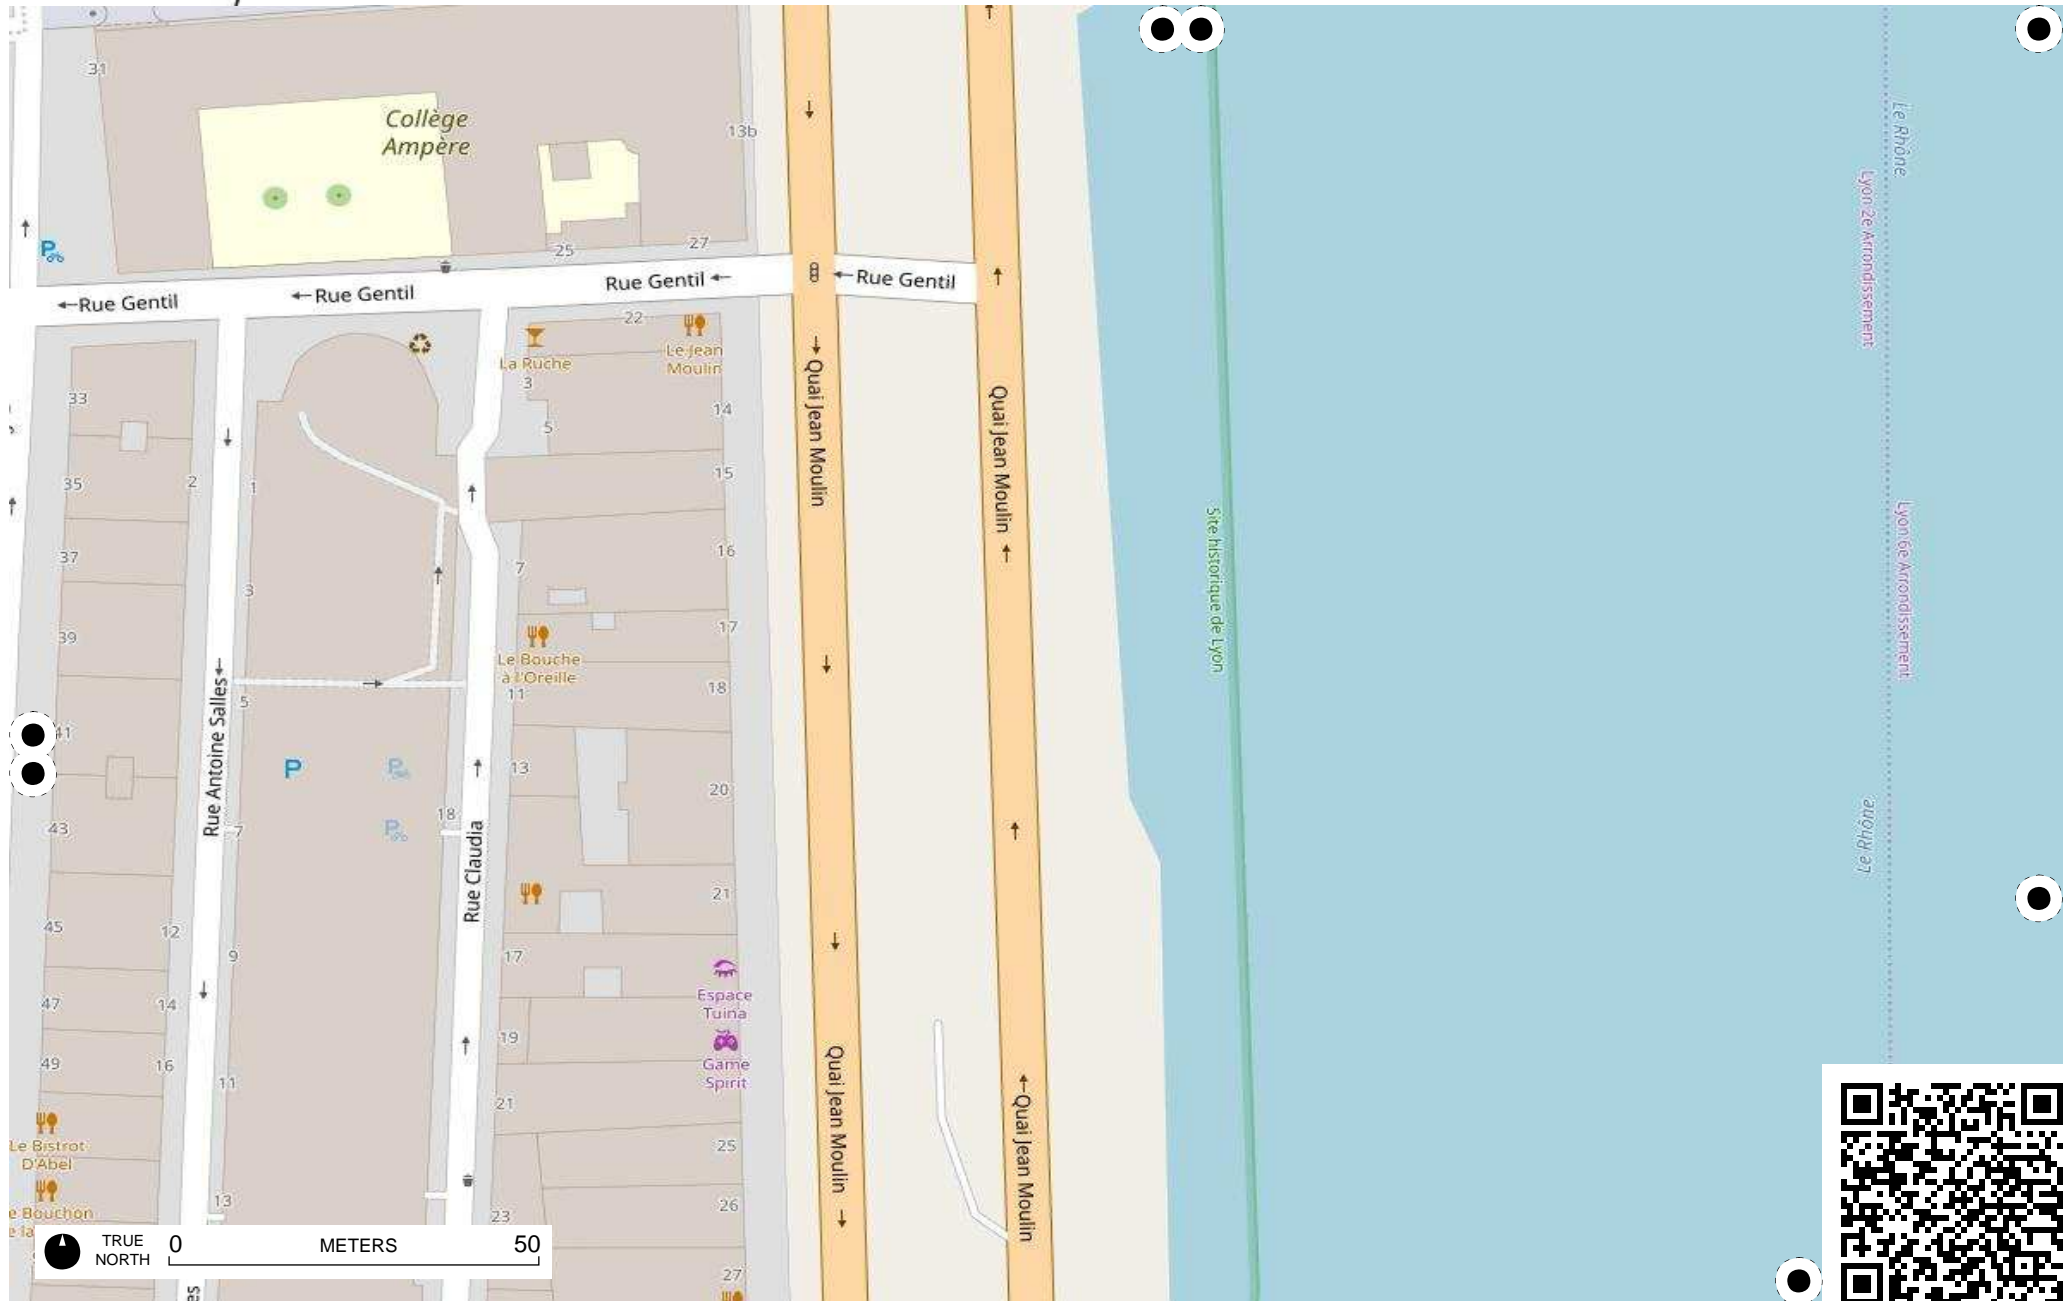 31
Collège
Ampère
13b
Le Rhône
Lyon 2e Arrondissement
25
27
Rue Gentil
Rue Gentil
Rue Gentil
Rue Gentil
22
La Ruche
Le Jean
Moulin
3
33
14
5
Quai Jean Moulin
Quai Jean Moulin
15
35
2
1
16
37
7
3
Site historique de Lyon
Lyon 6e Arrondissement
17
39
Le Bouche
à l'Oreille
11
18
5
Rue Antoine Salles
41
P
P
13
20
18
P
43
7
Rue Claudia
Le Rhône
21
45
12
9
17
Espace
Tuina
47
14
19
Game
Spirit
49
16
11
21
Quai Jean Moulin
Quai Jean Moulin
Le Bistrot
D'Abel
25
13
26
23
e Bouchon
e la
27
es
P
TRUE
NORTH
0
METERS
50